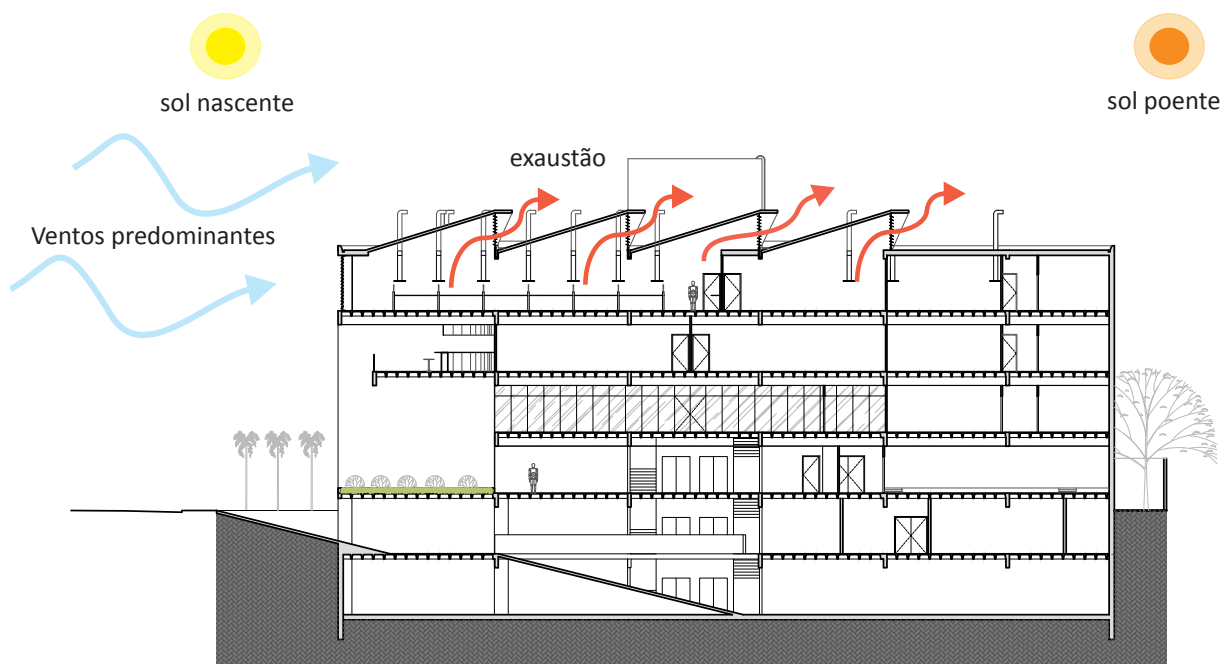 sol nascente
sol poente
exaustão
Ventos predominantes